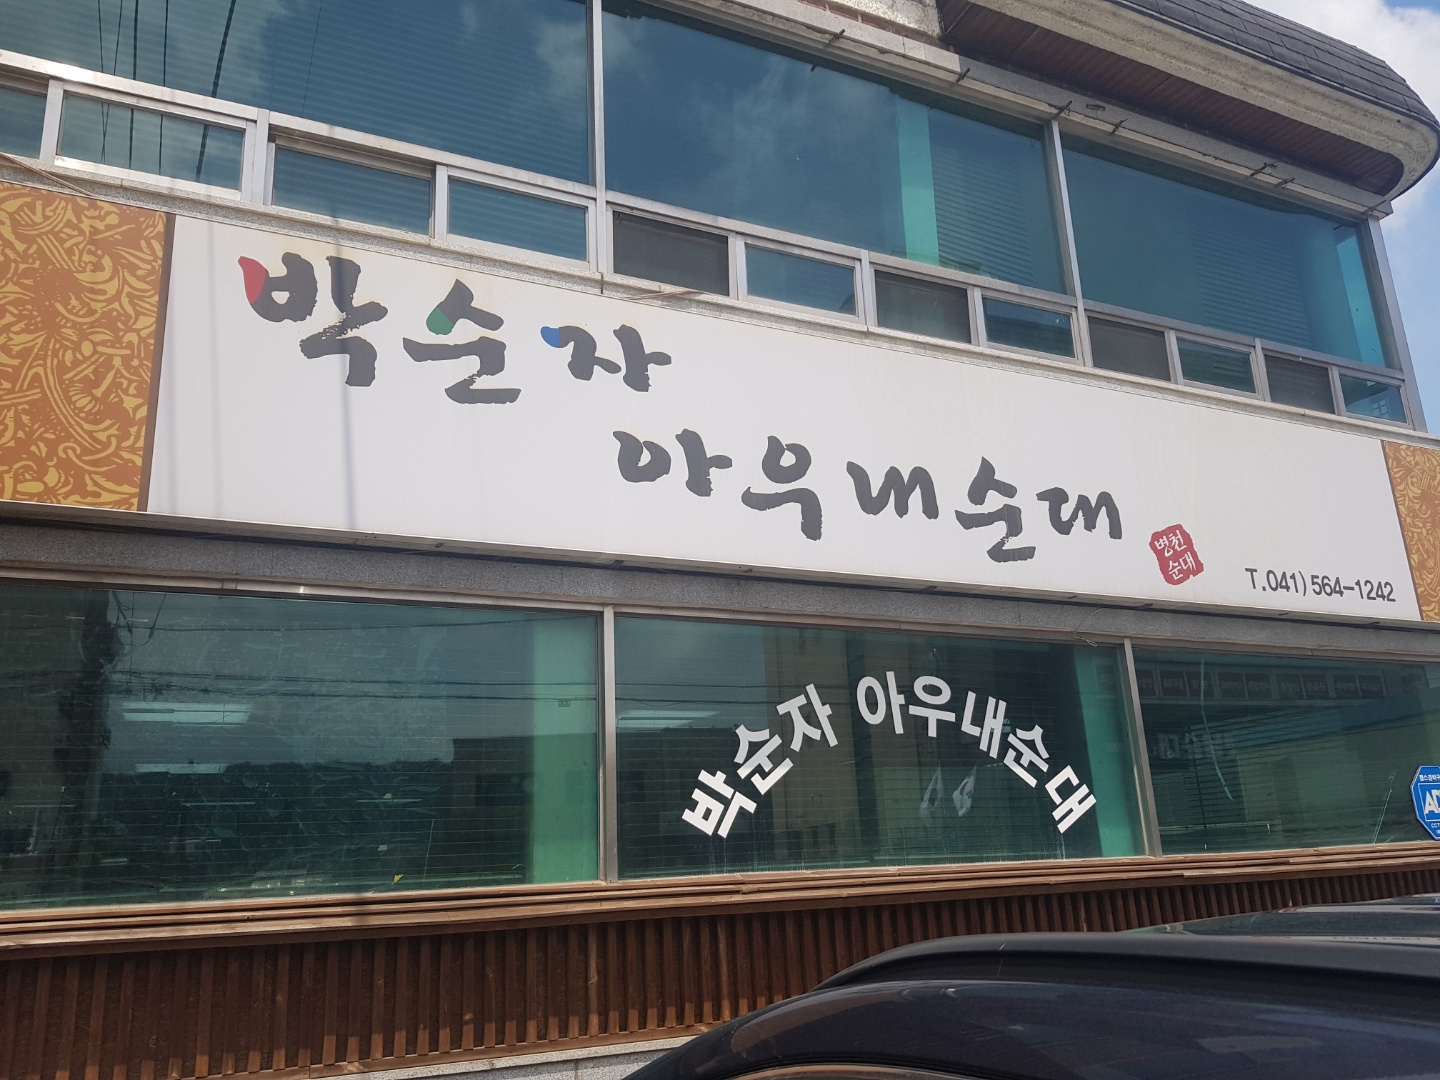 박순자
아우내순대
병천
순대
T.041) 564-1242
박순자 아우내순대